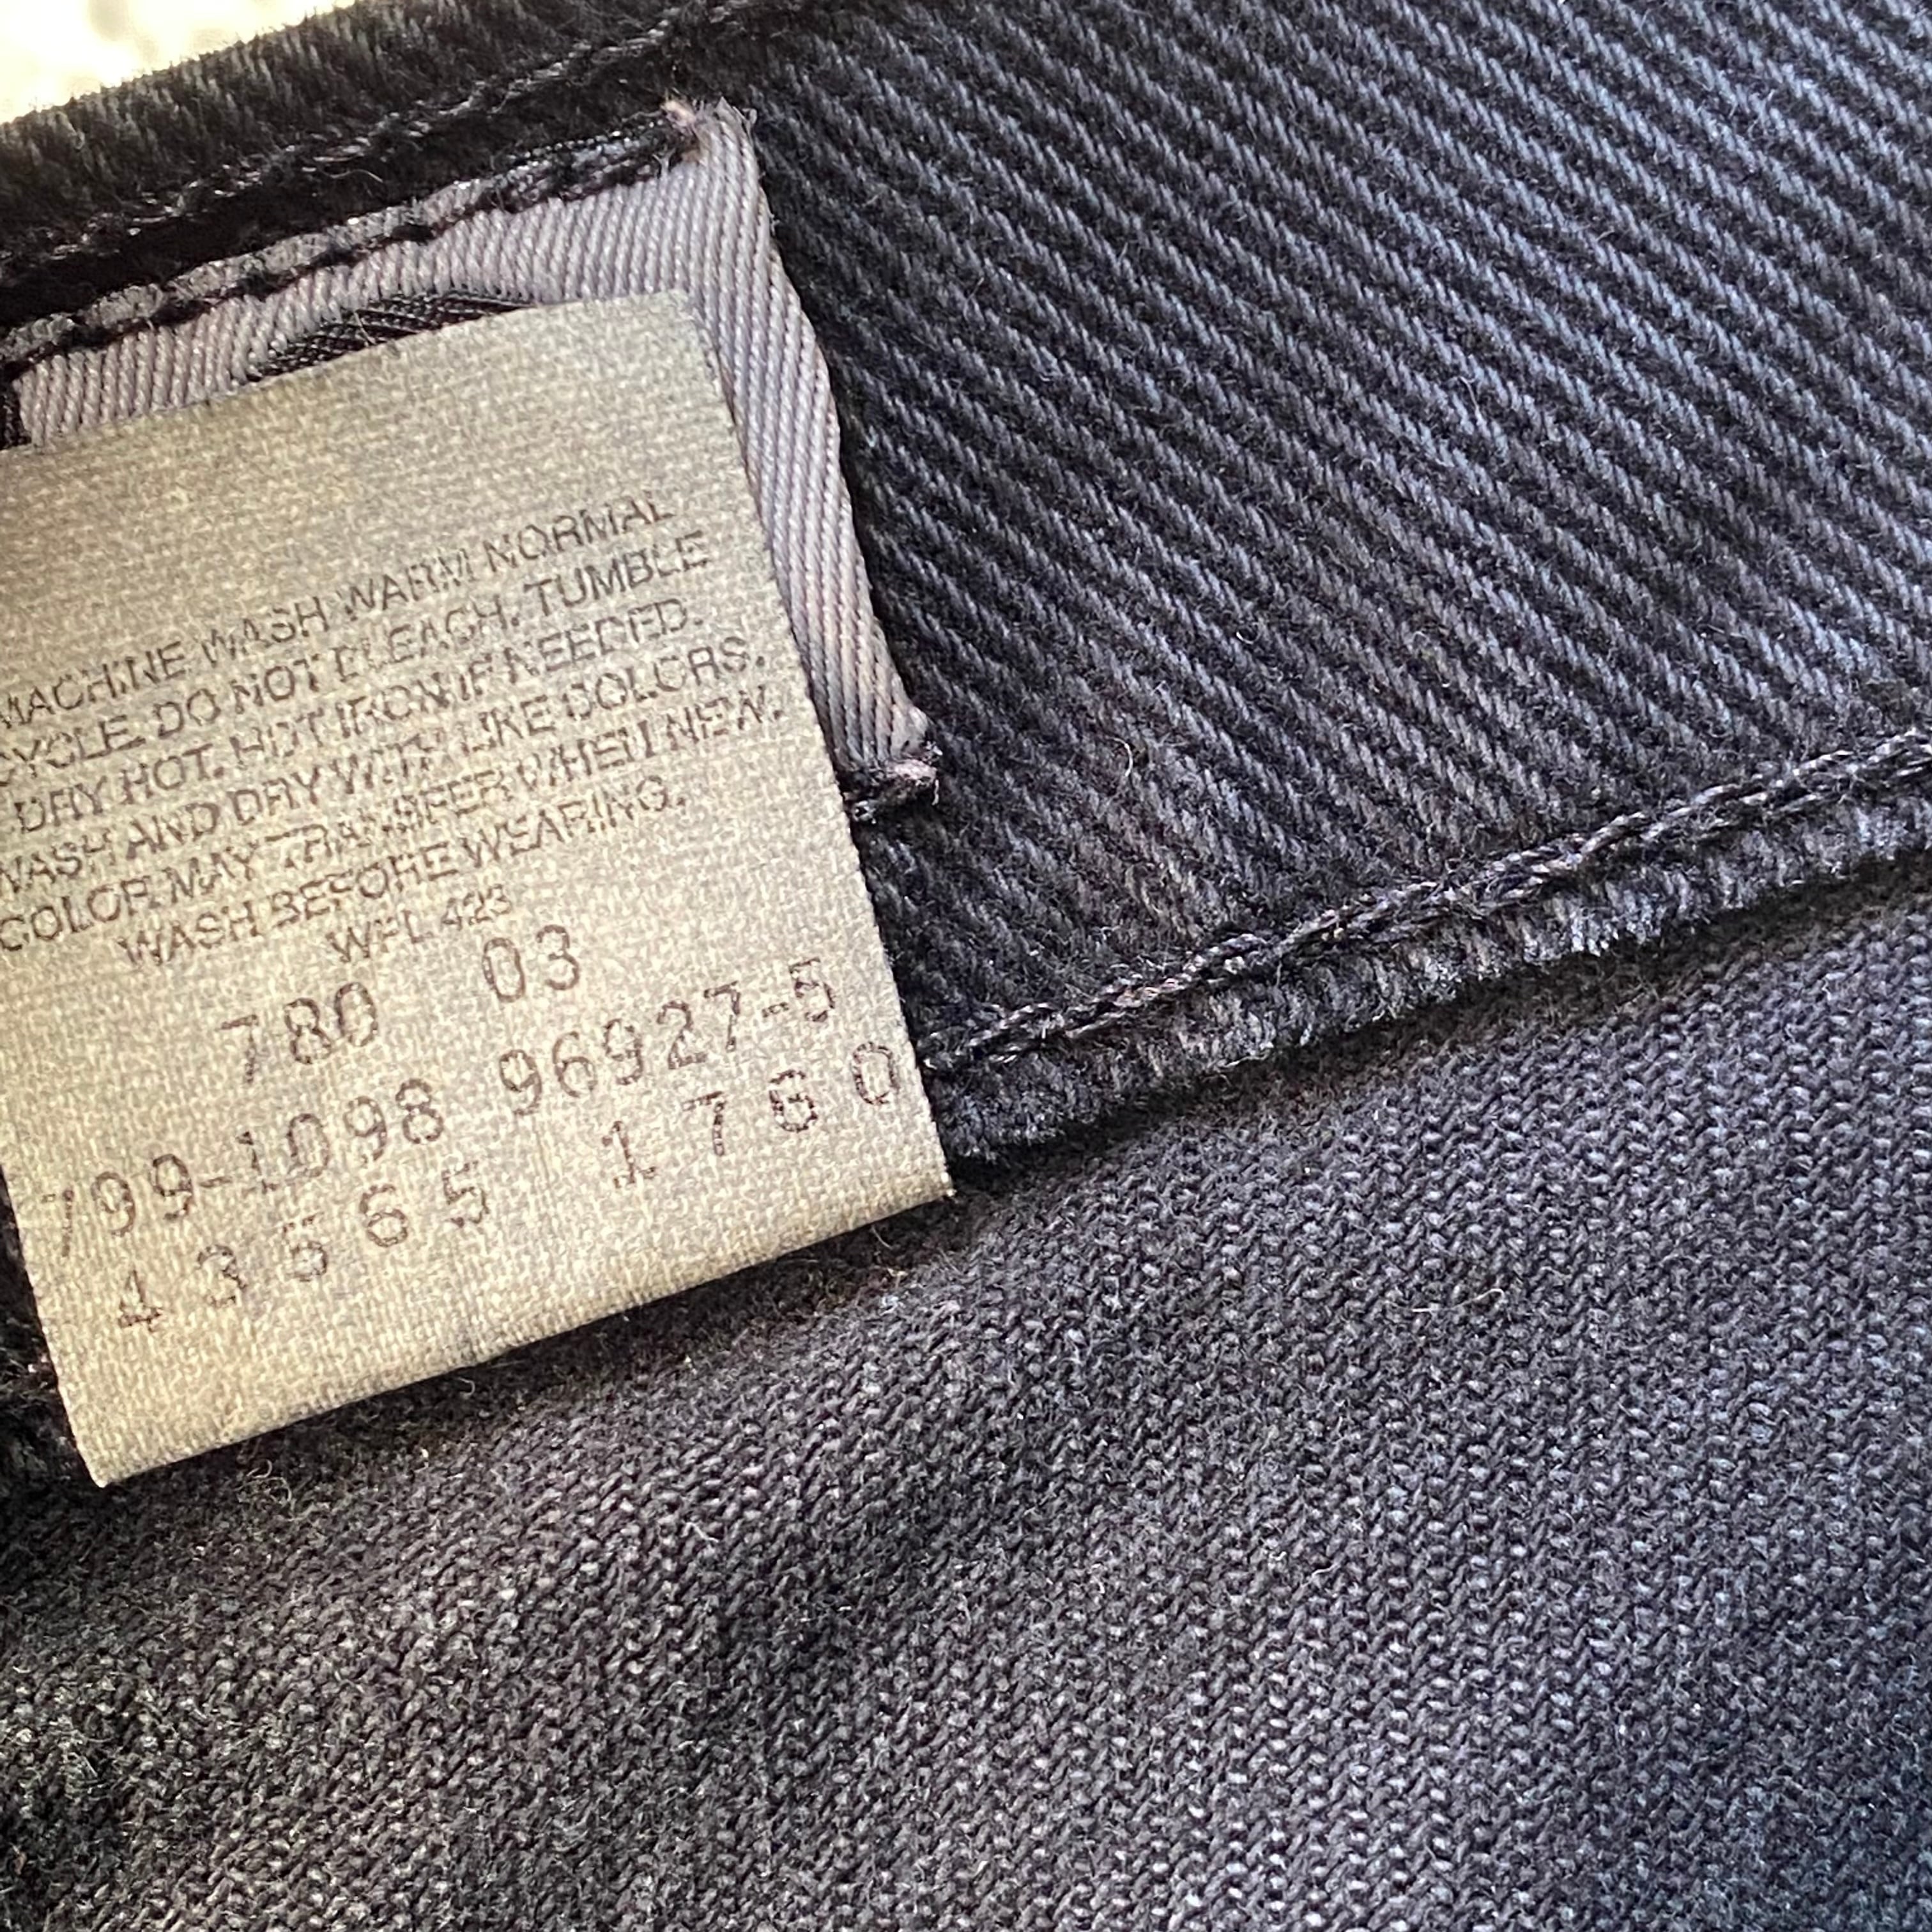 MACHINE WASH WARM NORMAL
CYCLE. DO NOT BLEACH. TUMBLE
DRY HOT. HOT IRON IF NEEDED.
WASH AND DRY WITH LIKE COLORS.
COLOR MAY TRANSFER WHEN NEW.
WASH BEFORE WEARING.
WPL 423
780 03
799-1098 96927-5
43565 1760